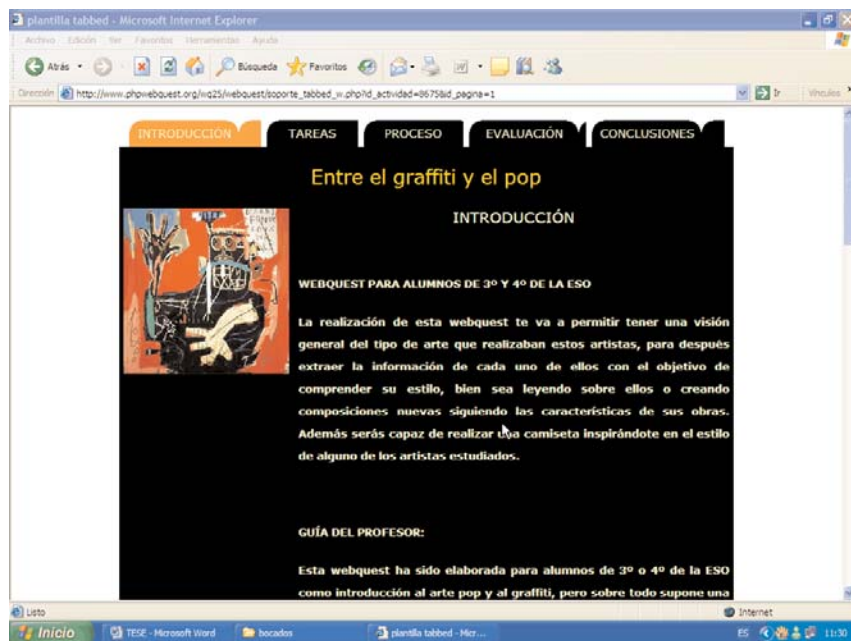 plantilla tabbed - Microsoft Internet Explorer
Archivo Edición Ver Favoritos Herramientas Ayuda
Atrás Búsqueda Favoritos
Dirección http://www.phpwebquest.org/wq25/webquest/soporte_tabbed_w.php?id_actividad=8675&id_pagina=1 Ir Vínculos
INTRODUCCIÓN TAREAS PROCESO EVALUACIÓN CONCLUSIONES
Entre el graffiti y el pop
INTRODUCCIÓN
WEBQUEST PARA ALUMNOS DE 3º Y 4º DE LA ESO
La realización de esta webquest te va a permitir tener una visión
general del tipo de arte que realizaban estos artistas, para después
extraer la información de cada uno de ellos con el objetivo de
comprender su estilo, bien sea leyendo sobre ellos o creando
composiciones nuevas siguiendo las características de sus obras.
Además serás capaz de realizar una camiseta inspirándote en el estilo
de alguno de los artistas estudiados.
GUÍA DEL PROFESOR:
Esta webquest ha sido elaborada para alumnos de 3º o 4º de la ESO
como introducción al arte pop y al graffiti, pero sobre todo supone una
Listo Internet
Inicio TESE - Microsoft Word bocados plantilla tabbed - Micr... ES 11:30